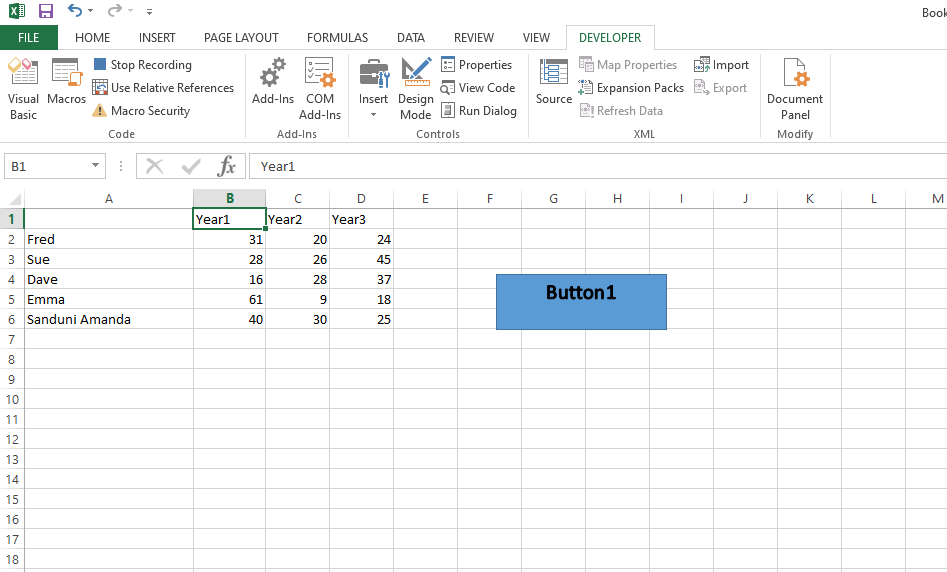 Book
FILE HOME INSERT PAGE LAYOUT FORMULAS DATA REVIEW VIEW DEVELOPER
Visual Basic
Macros
Stop Recording
Use Relative References
Macro Security
Code
Add-Ins
COM Add-Ins
Add-Ins
Insert
Design Mode
Properties
View Code
Run Dialog
Controls
Source
Map Properties
Expansion Packs
Refresh Data
Import
Export
XML
Document Panel
Modify
B1 fx Year1
A B C D E F G H I J K L M
1 Year1 Year2 Year3
2 Fred 31 20 24
3 Sue 28 26 45
4 Dave 16 28 37
Button1
5 Emma 61 9 18
6 Sanduni Amanda 40 30 25
7
8
9
10
11
12
13
14
15
16
17
18